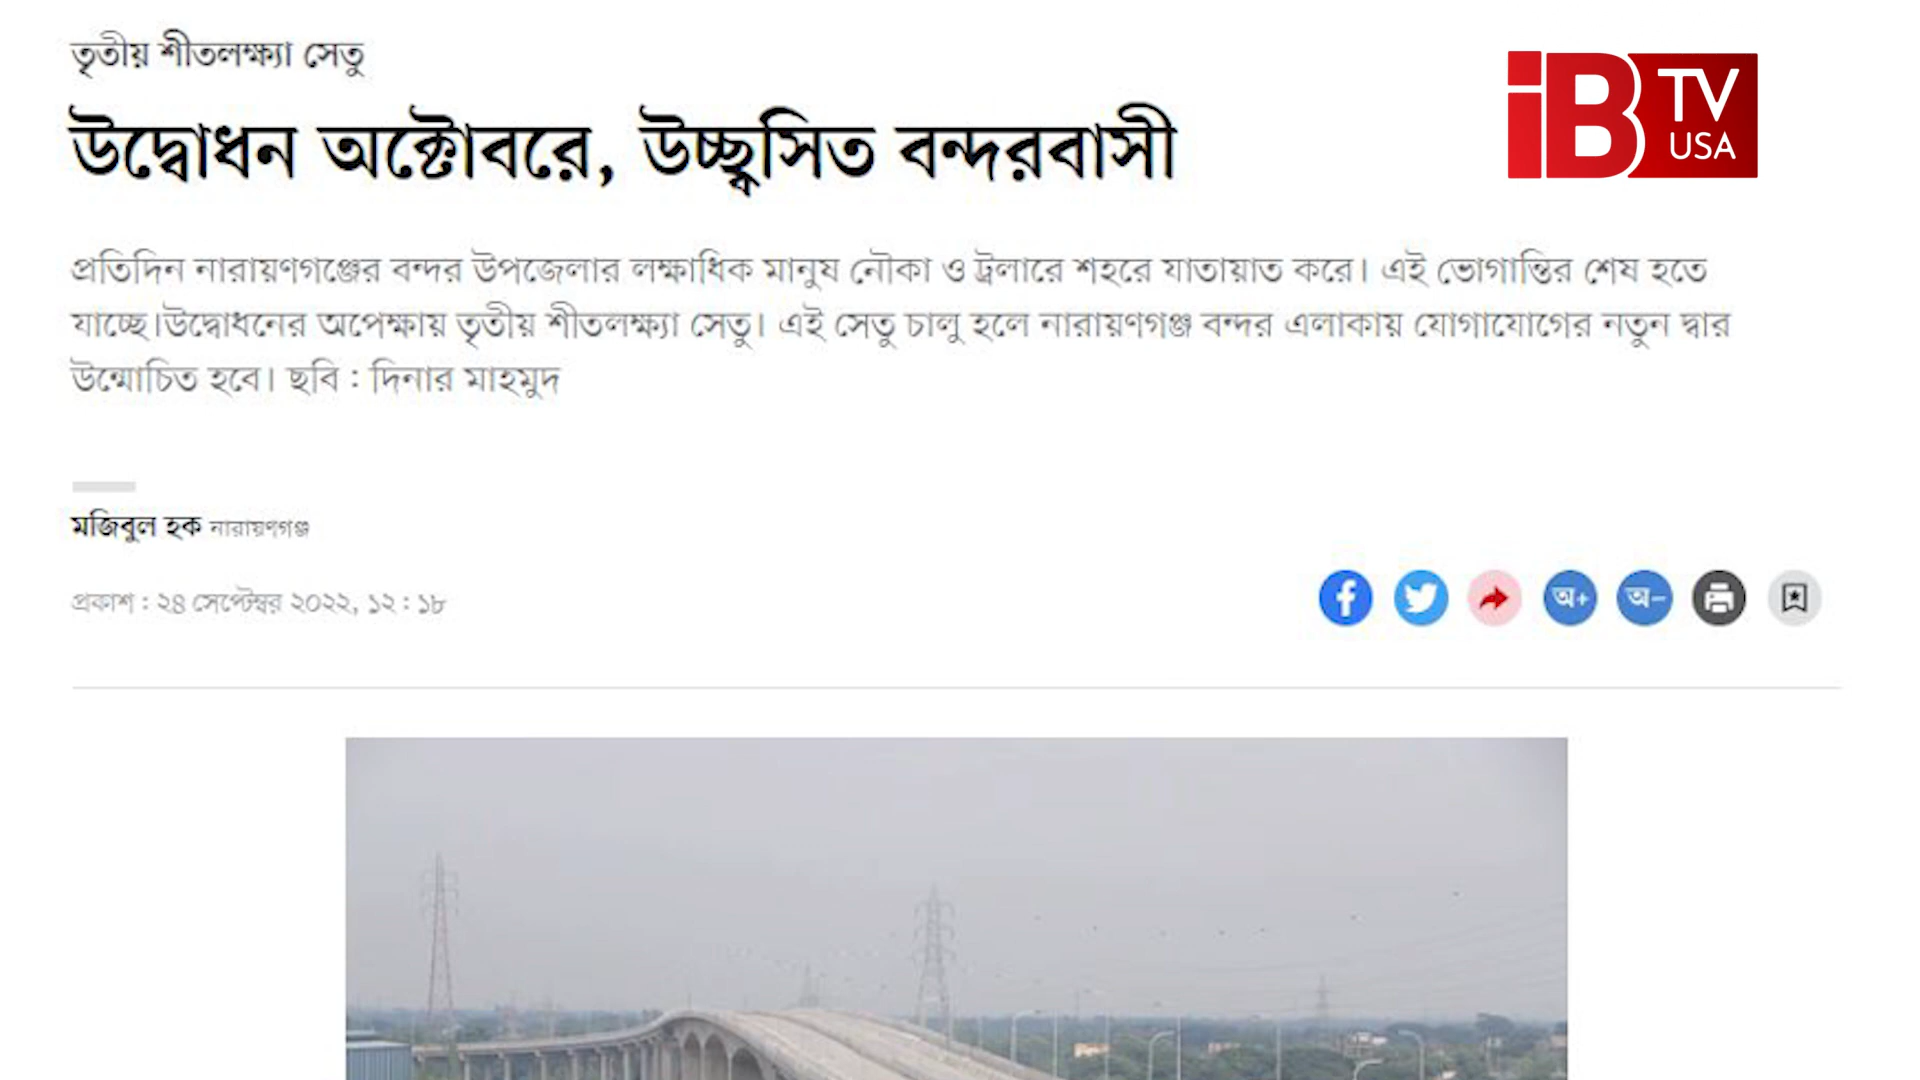 তৃতীয় শীতলক্ষ্যা সেতু
iB TV USA
উদ্বোধন অক্টোবরে, উচ্ছ্বসিত বন্দরবাসী
প্রতিদিন নারায়ণগঞ্জের বন্দর উপজেলার লক্ষাধিক মানুষ নৌকা ও ট্রলারে শহরে যাতায়াত করে। এই ভোগান্তির শেষ হতে
যাচ্ছে।উদ্বোধনের অপেক্ষায় তৃতীয় শীতলক্ষ্যা সেতু। এই সেতু চালু হলে নারায়ণগঞ্জ বন্দর এলাকায় যোগাযোগের নতুন দ্বার
উন্মোচিত হবে। ছবি : দিনার মাহমুদ
মজিবুল হক নারায়ণগঞ্জ
প্রকাশ : ২৪ সেপ্টেম্বর ২০২২, ১২ : ১৮
অ+ অ−